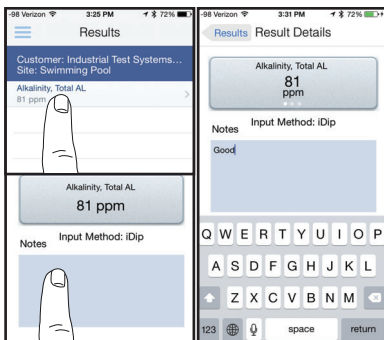 -98 Verizon 3:25 PM 72%
Results
Customer: Industrial Test Systems...
Site: Swimming Pool
Alkalinity, Total AL
81 ppm
Alkalinity, Total AL
81 ppm
Input Method: iDip
Notes
-98 Verizon 3:31 PM 72%
Results Result Details
Alkalinity, Total AL
81
ppm
Input Method: iDip
Notes
Good
Q W E R T Y U I O P
A S D F G H J K L
Z X C V B N M
123 space return